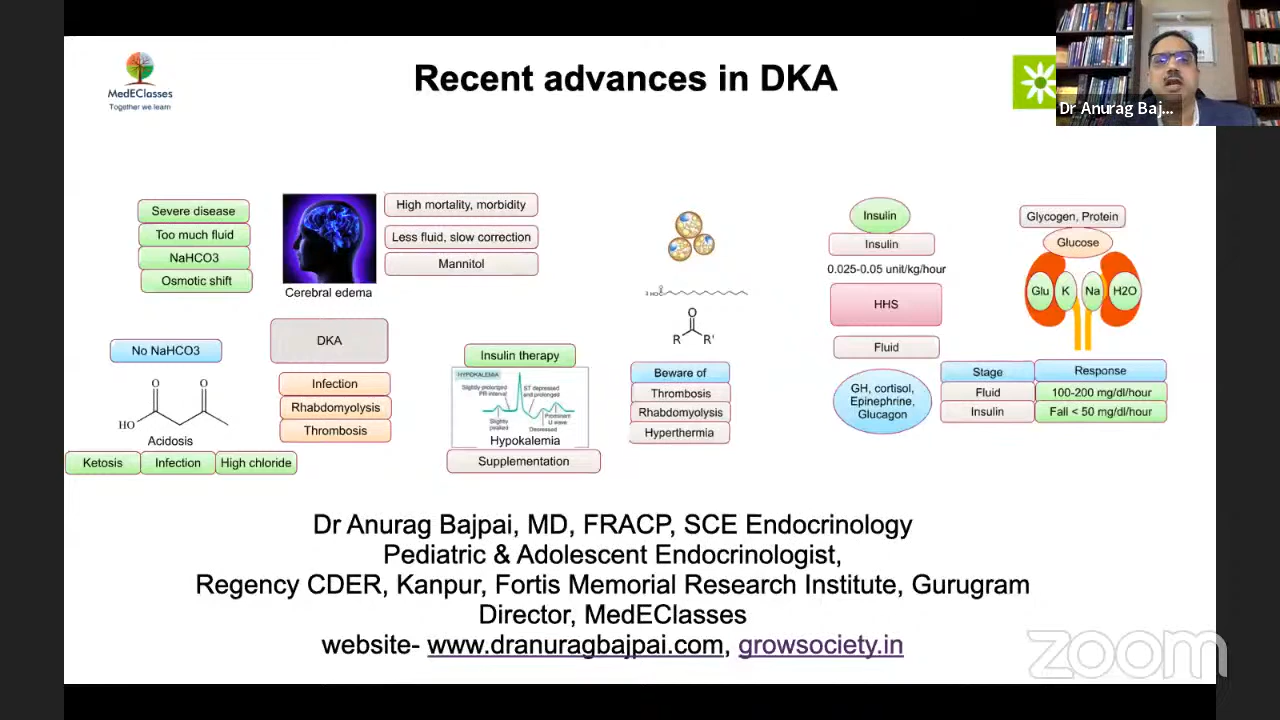 MedEClasses
Together we learn
Recent advances in DKA
Dr Anurag Baj...
Severe disease
Too much fluid
NaHCO3
Osmotic shift
Cerebral edema
High mortality, morbidity
Less fluid, slow correction
Mannitol
No NaHCO3
HO
O
O
Acidosis
Ketosis
Infection
High chloride
DKA
Infection
Rhabdomyolysis
Thrombosis
Insulin therapy
HYPOKALEMIA
Slightly prolonged
PR interval
ST depressed
and prolonged
Slightly
peaked
Prominent
U wave
Decreased
Hypokalemia
Supplementation
O
R
R'
Beware of
Thrombosis
Rhabdomyolysis
Hyperthermia
Insulin
Insulin
0.025-0.05 unit/kg/hour
HHS
Fluid
GH, cortisol,
Epinephrine,
Glucagon
Glycogen, Protein
Glucose
Glu K Na H2O
Stage Response
Fluid 100-200 mg/dl/hour
Insulin Fall < 50 mg/dl/hour
Dr Anurag Bajpai, MD, FRACP, SCE Endocrinology
Pediatric & Adolescent Endocrinologist,
Regency CDER, Kanpur, Fortis Memorial Research Institute, Gurugram
Director, MedEClasses
website- www.dranuragbajpai.com, growsociety.in
zoom